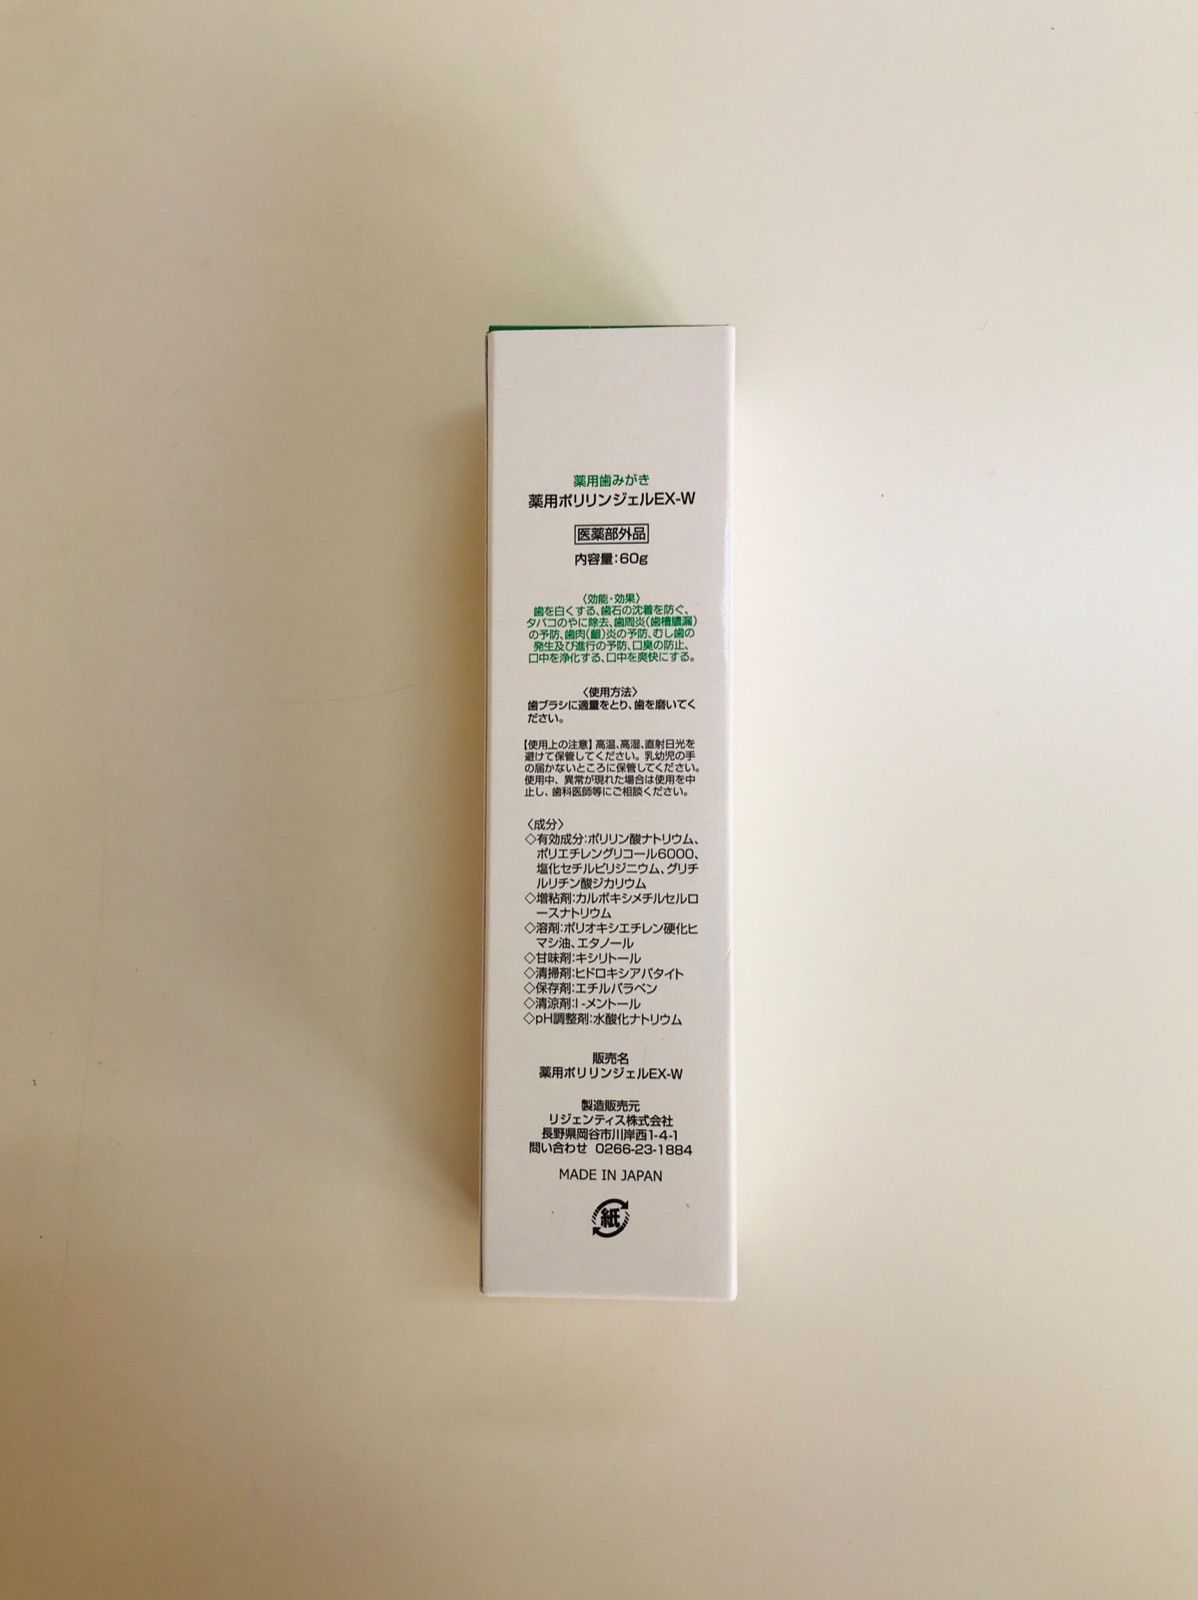 薬用歯みがき
薬用ポリリンジェルEX-W
医薬部外品
内容量:60g
〈効能・効果〉
歯を白くする、歯石の沈着を防ぐ、
タバコのやに除去、歯周炎(歯槽膿漏)
の予防、歯肉(齦)炎の予防、むし歯の
発生及び進行の予防、口臭の防止、
口中を浄化する、口中を爽快にする。
〈使用方法〉
歯ブラシに適量をとり、歯を磨いてく
ださい。
【使用上の注意】高温、高湿、直射日光を
避けて保管してください。乳幼児の手
の届かないところに保管してください。
使用中、異常が現れた場合は使用を中
止し、歯科医師等にご相談ください。
〈成分〉
◇有効成分:ポリリン酸ナトリウム、
ポリエチレングリコール6000、
塩化セチルピリジニウム、グリチ
ルリチン酸ジカリウム
◇増粘剤:カルボキシメチルセルロ
ースナトリウム
◇溶剤:ポリオキシエチレン硬化ヒ
マシ油、エタノール
◇甘味剤:キシリトール
◇清掃剤:ヒドロキシアパタイト
◇保存剤:エチルパラベン
◇清涼剤:l-メントール
◇pH調整剤:水酸化ナトリウム
販売名
薬用ポリリンジェルEX-W
製造販売元
リジェンティス株式会社
長野県岡谷市川岸西1-4-1
問い合わせ 0266-23-1884
MADE IN JAPAN
紙